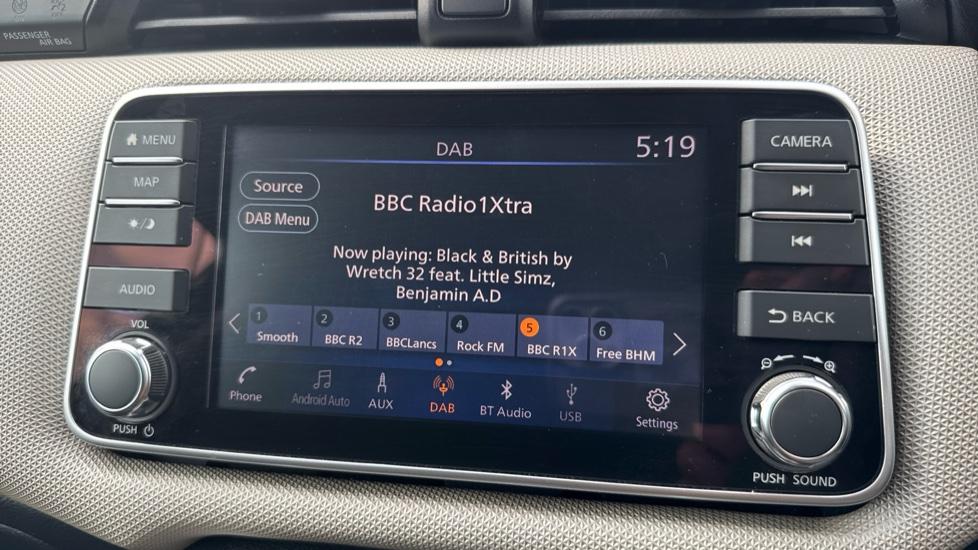 PASSENGER
AIR BAG
MENU
MAP
AUDIO
VOL
PUSH
DAB
5:19
Source
DAB Menu
BBC Radio1Xtra
Now playing: Black & British by
Wretch 32 feat. Little Simz,
Benjamin A.D
1 Smooth
2 BBC R2
3 BBCLancs
4 Rock FM
5 BBC R1X
6 Free BHM
Phone
Android Auto
AUX
DAB
BT Audio
USB
Settings
CAMERA
BACK
PUSH SOUND